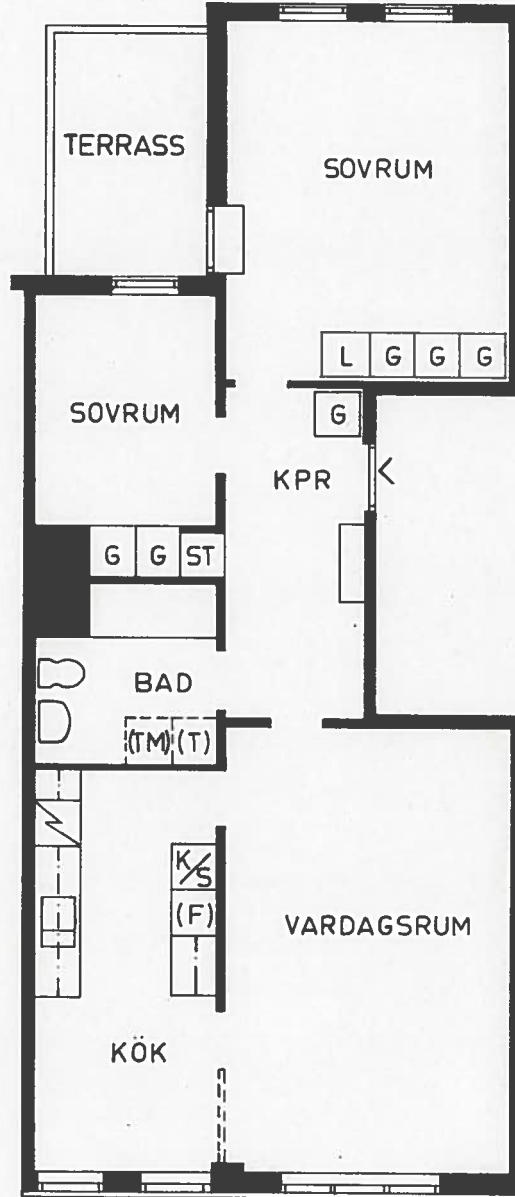 TERRASS
SOVRUM
L G G G
SOVRUM
G
KPR
G G ST
BAD
(TM) (T)
K/S
(F)
VARDAGSRUM
KÖK